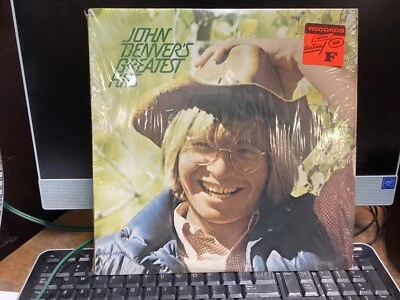 JOHN
DENVER'S
GREATEST
HITS
RECORDS
F